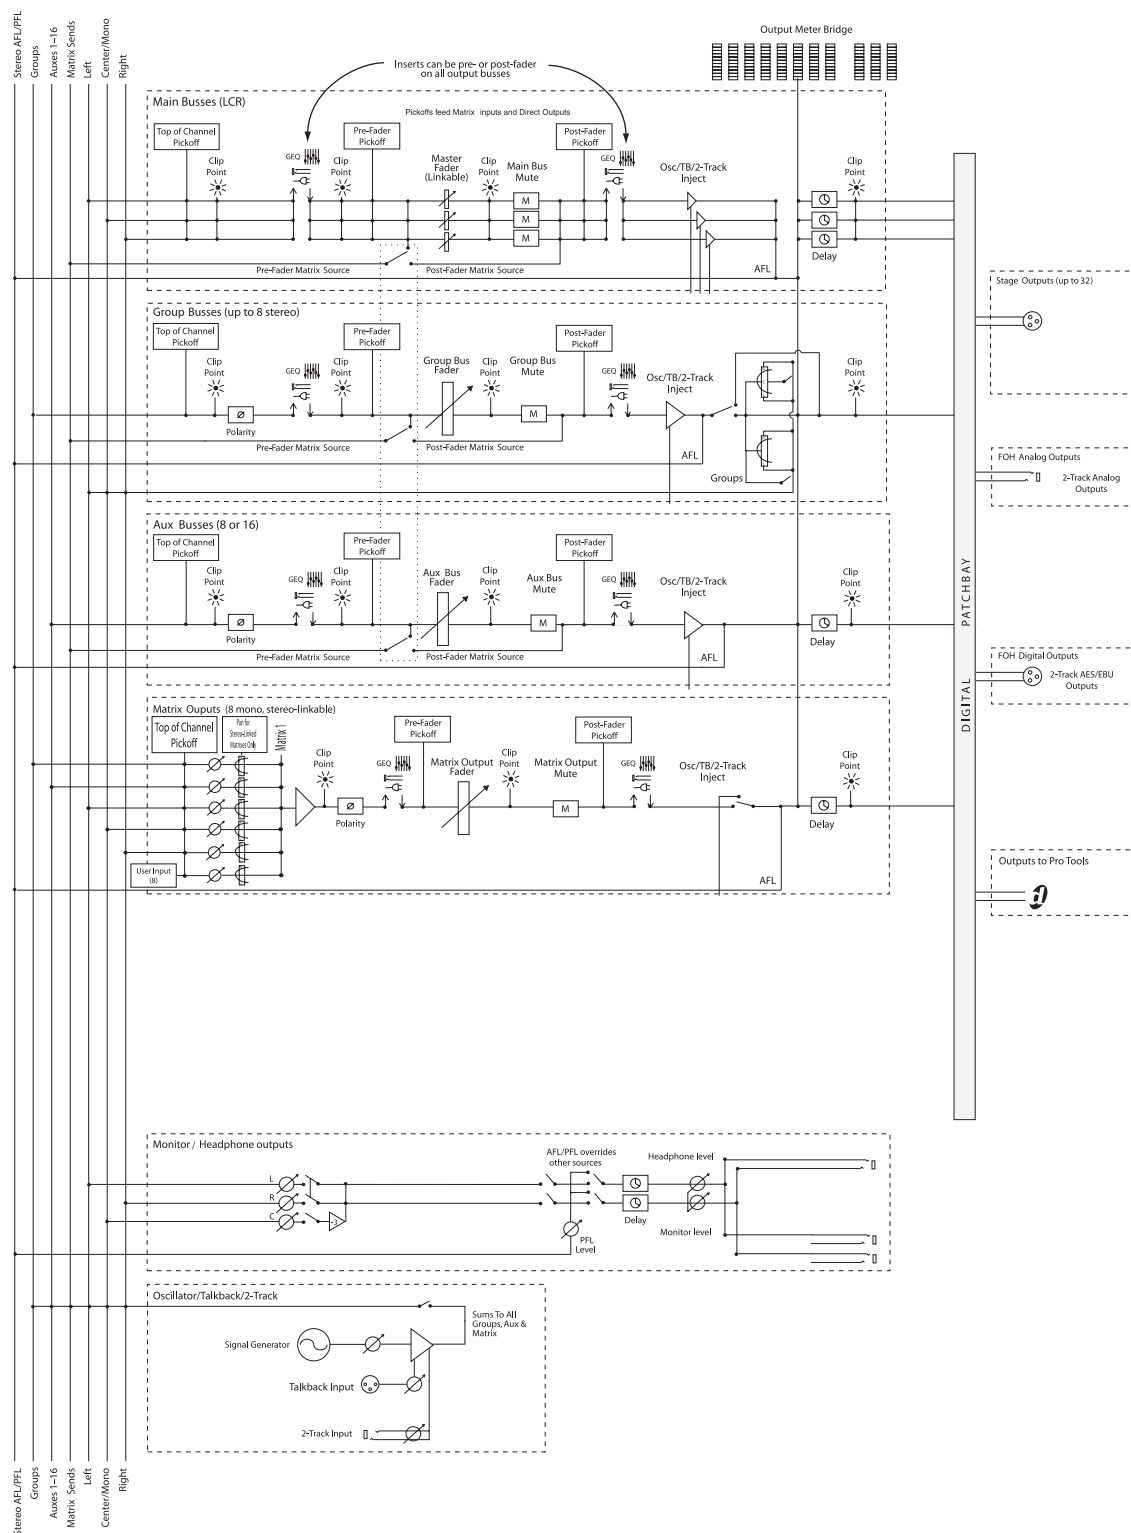 Stereo AFL/PFL
Groups
Auxes 1–16
Matrix Sends
Left
Center/Mono
Right
Output Meter Bridge
Inserts can be pre- or post-fader
on all output busses
Main Busses (LCR)
Pickoffs feed Matrix inputs and Direct Outputs
Top of Channel
Pickoff
Clip
Point
GEQ
Clip
Point
Pre-Fader
Pickoff
Master
Fader
(Linkable)
Clip
Point
Main Bus
Mute
Post-Fader
Pickoff
GEQ
Osc/TB/2-Track
Inject
Clip
Point
M
M
M
Delay
Pre-Fader Matrix Source
Post-Fader Matrix Source
AFL
Group Busses (up to 8 stereo)
Top of Channel
Pickoff
Clip
Point
GEQ
Clip
Point
Pre-Fader
Pickoff
Group Bus
Fader
Clip
Point
Group Bus
Mute
Post-Fader
Pickoff
GEQ
Osc/TB/2-Track
Inject
Clip
Point
ø
Polarity
M
Pre-Fader Matrix Source
Post-Fader Matrix Source
AFL
Groups
Aux Busses (8 or 16)
Top of Channel
Pickoff
Clip
Point
GEQ
Clip
Point
Pre-Fader
Pickoff
Aux Bus
Fader
Clip
Point
Aux Bus
Mute
Post-Fader
Pickoff
GEQ
Osc/TB/2-Track
Inject
Clip
Point
ø
Polarity
M
Delay
Pre-Fader Matrix Source
Post-Fader Matrix Source
AFL
Matrix Ouputs (8 mono, stereo-linkable)
Top of Channel
Pickoff
Pan for
Stereo-Linked
Matrixes Only
Matrix 1
Clip
Point
Pre-Fader
Pickoff
GEQ
Matrix Output
Fader
Clip
Point
Matrix Output
Mute
Post-Fader
Pickoff
GEQ
Osc/TB/2-Track
Inject
Clip
Point
ø
Polarity
M
Delay
User Input
(8)
AFL
DIGITAL PATCHBAY
Stage Outputs (up to 32)
FOH Analog Outputs
2-Track Analog
Outputs
FOH Digital Outputs
2-Track AES/EBU
Outputs
Outputs to Pro Tools
Monitor / Headphone outputs
L
R
C
-3
AFL/PFL overrides
other sources
Headphone level
Delay
Monitor level
PFL
Level
Oscillator/Talkback/2-Track
Sums To All
Groups, Aux &
Matrix
Signal Generator
Talkback Input
2-Track Input
Stereo AFL/PFL
Groups
Auxes 1–16
Matrix Sends
Left
Center/Mono
Right